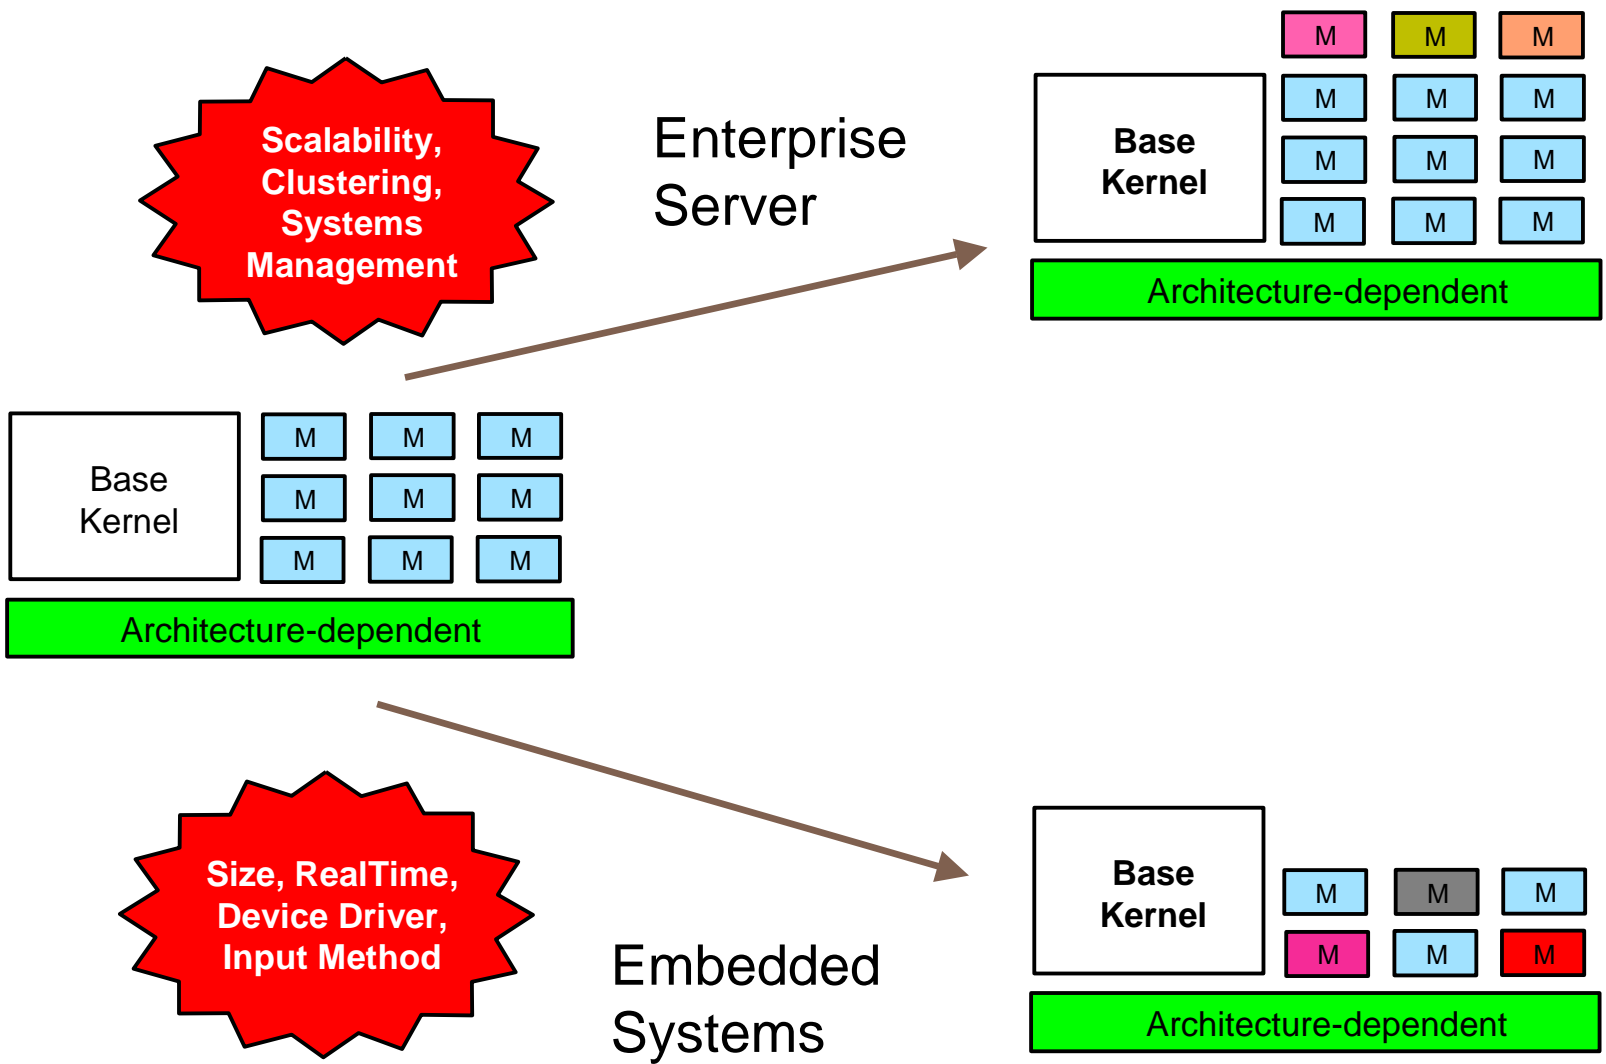 Scalability,
Clustering,
Systems
Management
Enterprise
Server
M M M
M M M
M M M
M M M
Base
Kernel
Architecture-dependent
Base
Kernel
M M M
M M M
M M M
Architecture-dependent
Size, RealTime,
Device Driver,
Input Method
Embedded
Systems
Base
Kernel
M M M
M M M
Architecture-dependent